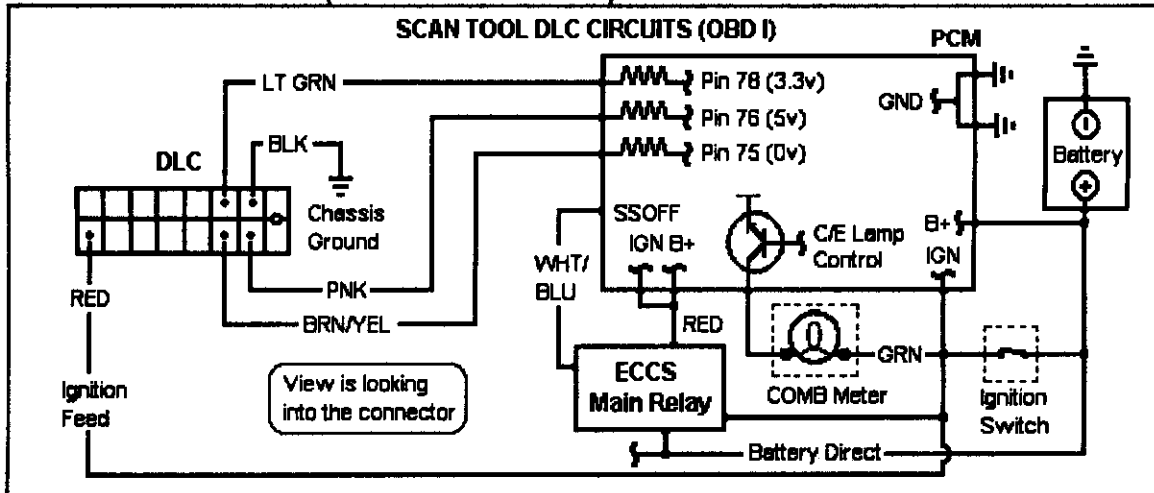 SCAN TOOL DLC CIRCUITS (OBD I)
PCM
LT GRN
Pin 78 (3.3v)
GND
Pin 76 (5v)
BLK
DLC
Pin 75 (0v)
Battery
Chassis
Ground
SSOFF
IGN B+
C/E Lamp
Control
B+
IGN
WHT/
BLU
RED
PNK
BRN/YEL
RED
GRN
View is looking
into the connector
ECCS
Main Relay
COMB Meter
Ignition
Switch
Ignition
Feed
Battery Direct